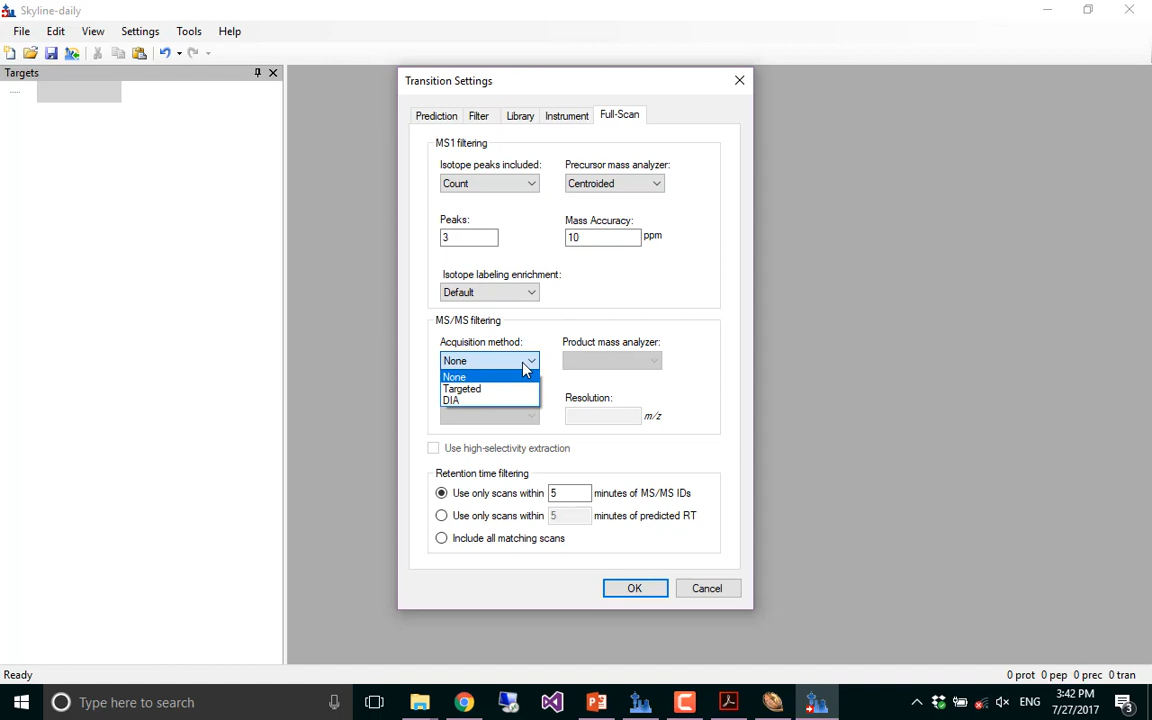 Skyline-daily
File Edit View Settings Tools Help
Targets
Transition Settings
Prediction Filter Library Instrument Full-Scan
MS1 filtering
Isotope peaks included: Precursor mass analyzer:
Count Centroided
Peaks: Mass Accuracy:
3 10 ppm
Isotope labeling enrichment:
Default
MS/MS filtering
Acquisition method: Product mass analyzer:
None
None
Targeted
DIA
Resolution:
m/z
Use high-selectivity extraction
Retention time filtering
Use only scans within 5 minutes of MS/MS IDs
Use only scans within 5 minutes of predicted RT
Include all matching scans
OK Cancel
Ready 0 prot 0 pep 0 prec 0 tran
Type here to search
ENG
3:42 PM
7/27/2017
3